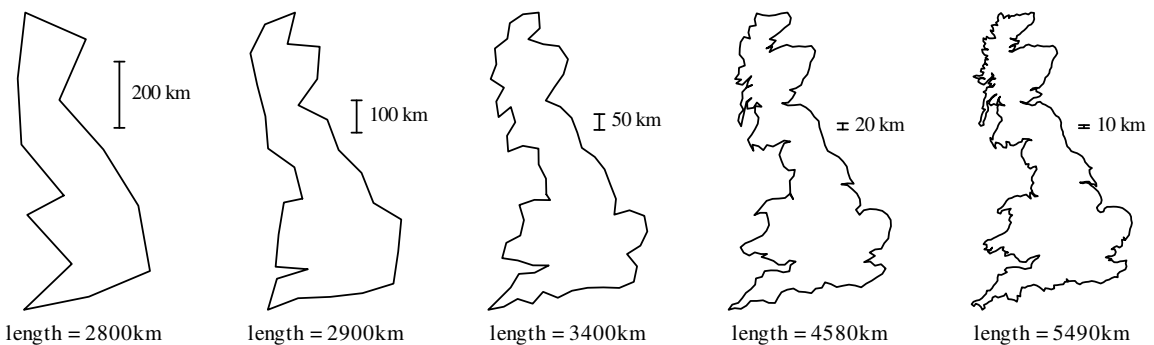 200 km
100 km
50 km
20 km
10 km
length = 2800km
length = 2900km
length = 3400km
length = 4580km
length = 5490km